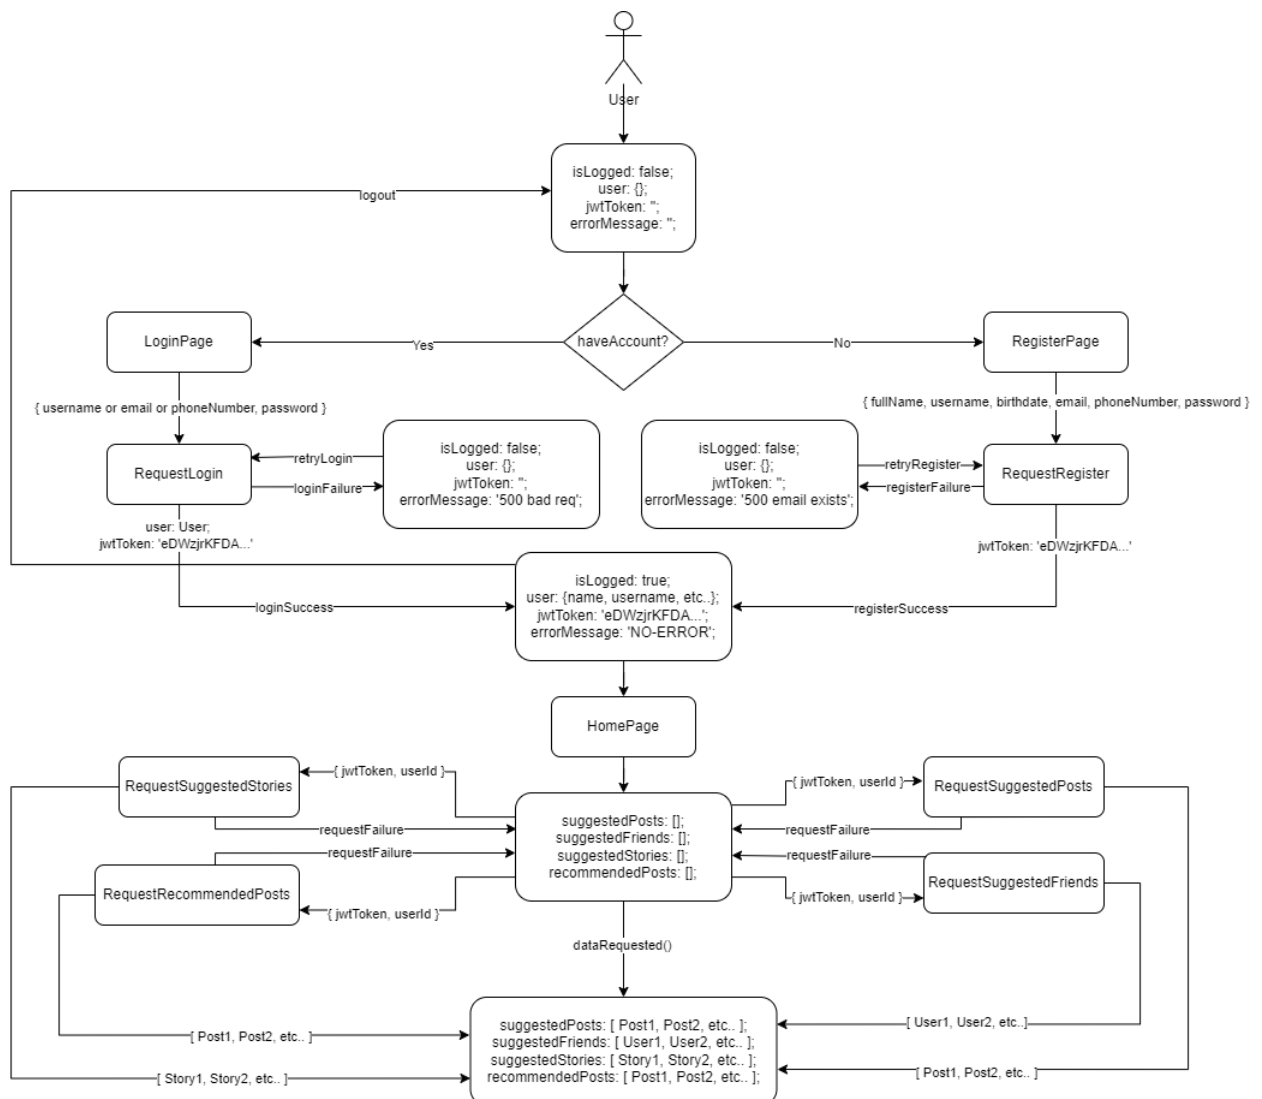 User
isLogged: false;
user: {};
jwtToken: '';
errorMessage: '';
logout
haveAccount?
Yes
No
LoginPage
RegisterPage
{ username or email or phoneNumber, password }
{ fullName, username, birthdate, email, phoneNumber, password }
RequestLogin
retryLogin
loginFailure
isLogged: false;
user: {};
jwtToken: '';
errorMessage: '500 bad req';
isLogged: false;
user: {};
jwtToken: '';
errorMessage: '500 email exists';
retryRegister
registerFailure
RequestRegister
user: User;
jwtToken: 'eDWzjrKFDA...'
jwtToken: 'eDWzjrKFDA...'
loginSuccess
isLogged: true;
user: {name, username, etc..};
jwtToken: 'eDWzjrKFDA...';
errorMessage: 'NO-ERROR';
registerSuccess
HomePage
RequestSuggestedStories
{ jwtToken, userId }
requestFailure
requestFailure
RequestRecommendedPosts
{ jwtToken, userId }
suggestedPosts: [];
suggestedFriends: [];
suggestedStories: [];
recommendedPosts: [];
{ jwtToken, userId }
RequestSuggestedPosts
requestFailure
requestFailure
RequestSuggestedFriends
{ jwtToken, userId }
dataRequested()
suggestedPosts: [ Post1, Post2, etc.. ];
suggestedFriends: [ User1, User2, etc.. ];
suggestedStories: [ Story1, Story2, etc.. ];
recommendedPosts: [ Post1, Post2, etc.. ];
[ Post1, Post2, etc.. ]
[ Story1, Story2, etc.. ]
[ User1, User2, etc..]
[ Post1, Post2, etc.. ]